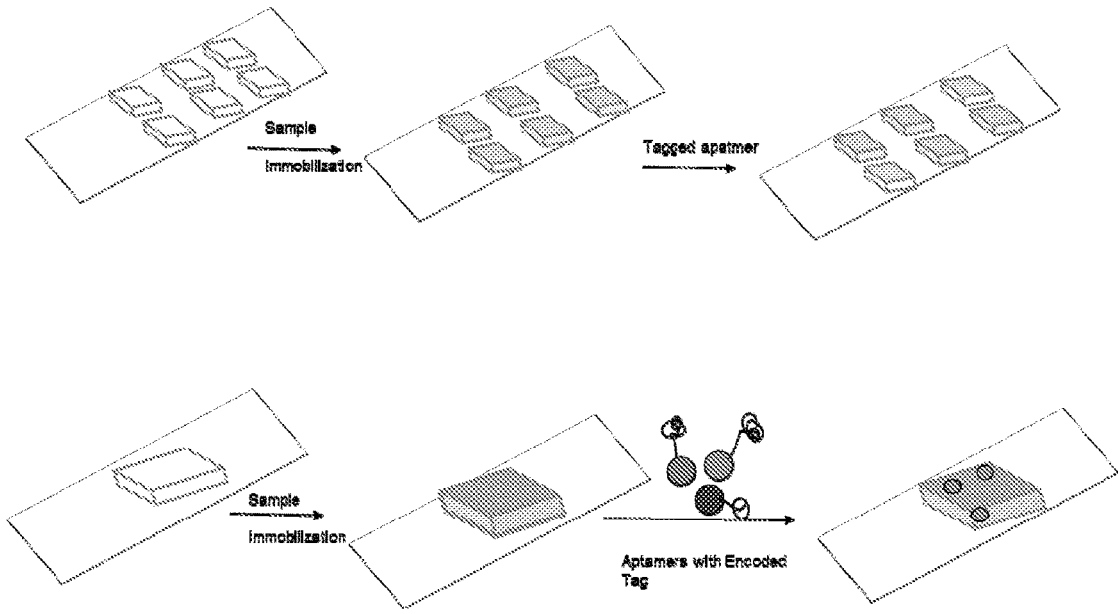 Sample
Immobilization
Tagged apatmer
Sample
Immobilization
Aptamers with Encoded
Tag